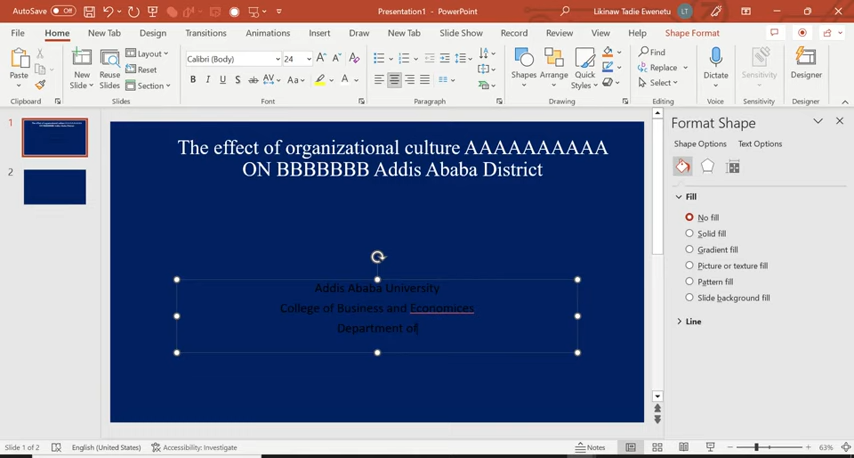 AutoSave Off Presentation1 - PowerPoint Likinaw Tadie Ewenetu LT
File Home New Tab Design Transitions Animations Insert Draw New Tab Slide Show Record Review View Help Shape Format
Paste New Slide Reuse Slides Layout Reset Section Calibri (Body) 24 Shapes Arrange Quick Styles Find Replace Select Dictate Sensitivity Designer
Clipboard Slides Font Paragraph Drawing Editing Voice Sensitivity Designer
1
2
The effect of organizational culture AAAAAAAAAA
ON BBBBBBB Addis Ababa District
Addis Ababa University
College of Business and Economices
Department of
Format Shape
Shape Options Text Options
Fill
No fill
Solid fill
Gradient fill
Picture or texture fill
Pattern fill
Slide background fill
Line
Slide 1 of 2 English (United States) Accessibility: Investigate Notes 63%